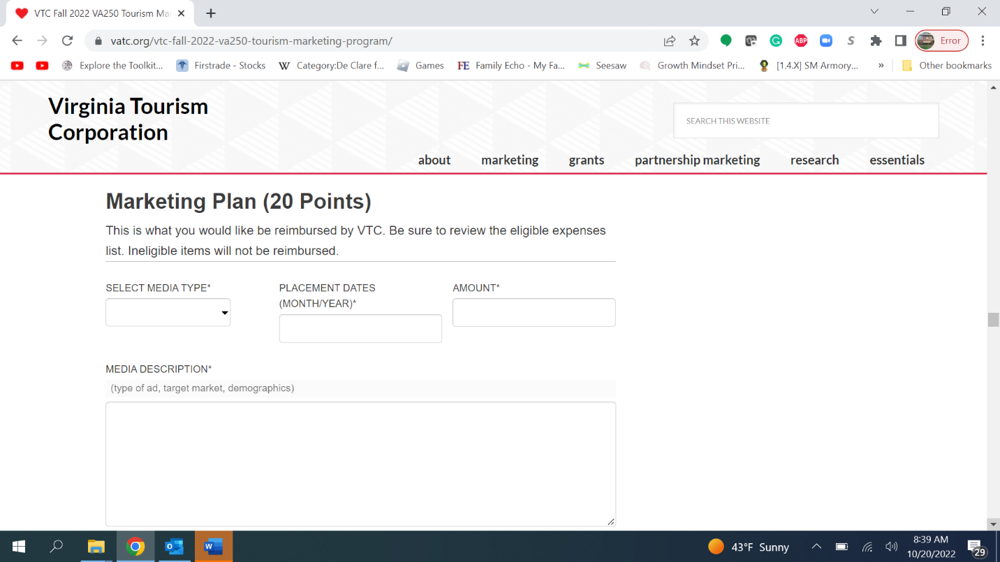 VTC Fall 2022 VA250 Tourism Ma
vatc.org/vtc-fall-2022-va250-tourism-marketing-program/
ABP
S
Error
Explore the Toolkit...
Firstrade - Stocks
W Category:De Clare f...
Games
FE Family Echo - My Fa...
Seesaw
Growth Mindset Pri...
[1.4.X] SM Armory...
»
Other bookmarks
Virginia Tourism
Corporation
SEARCH THIS WEBSITE
about marketing grants partnership marketing research essentials
Marketing Plan (20 Points)
This is what you would like be reimbursed by VTC. Be sure to review the eligible expenses
list. Ineligible items will not be reimbursed.
SELECT MEDIA TYPE*
PLACEMENT DATES
(MONTH/YEAR)*
AMOUNT*
MEDIA DESCRIPTION*
(type of ad, target market, demographics)
43°F Sunny
8:39 AM
10/20/2022
29